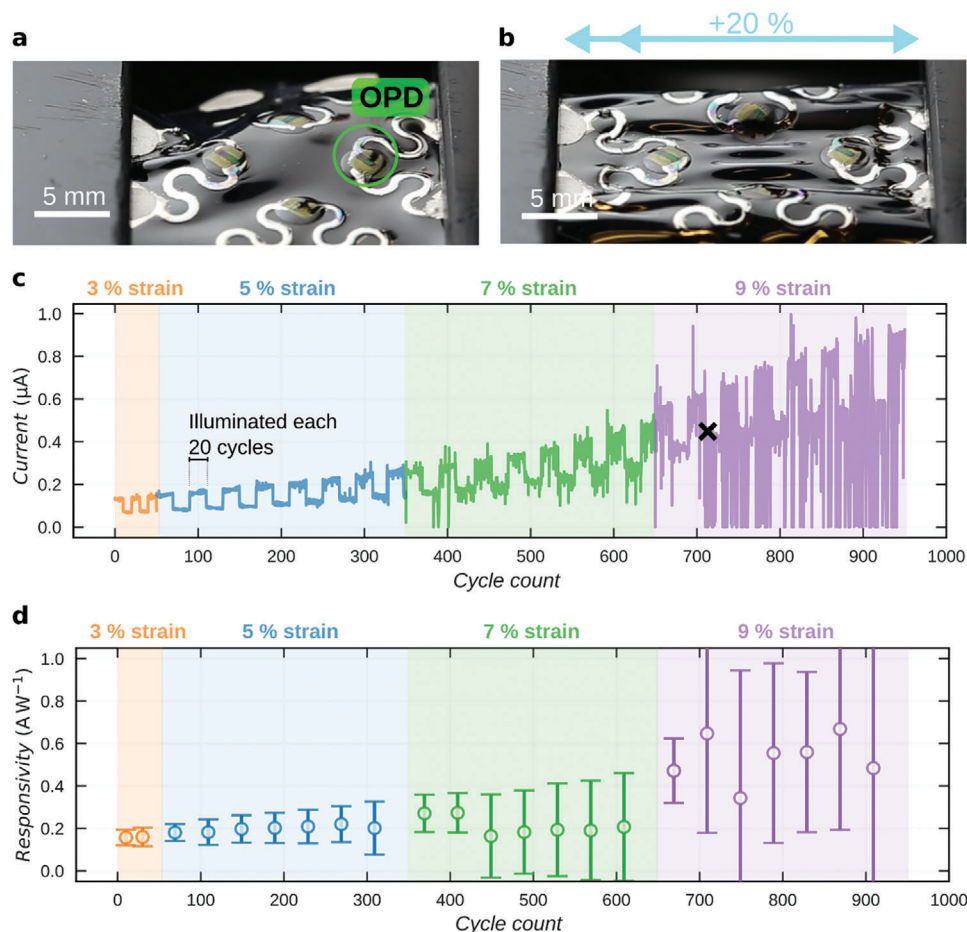 a
b
+20 %
OPD
5 mm
5 mm
c
3 % strain
5 % strain
7 % strain
9 % strain
Current (μA)
1.0
0.8
0.6
0.4
0.2
0.0
Illuminated each
20 cycles
0
100
200
300
400
500
600
700
800
900
1000
Cycle count
d
3 % strain
5 % strain
7 % strain
9 % strain
Responsivity (A W⁻¹)
1.0
0.8
0.6
0.4
0.2
0.0
0
100
200
300
400
500
600
700
800
900
1000
Cycle count